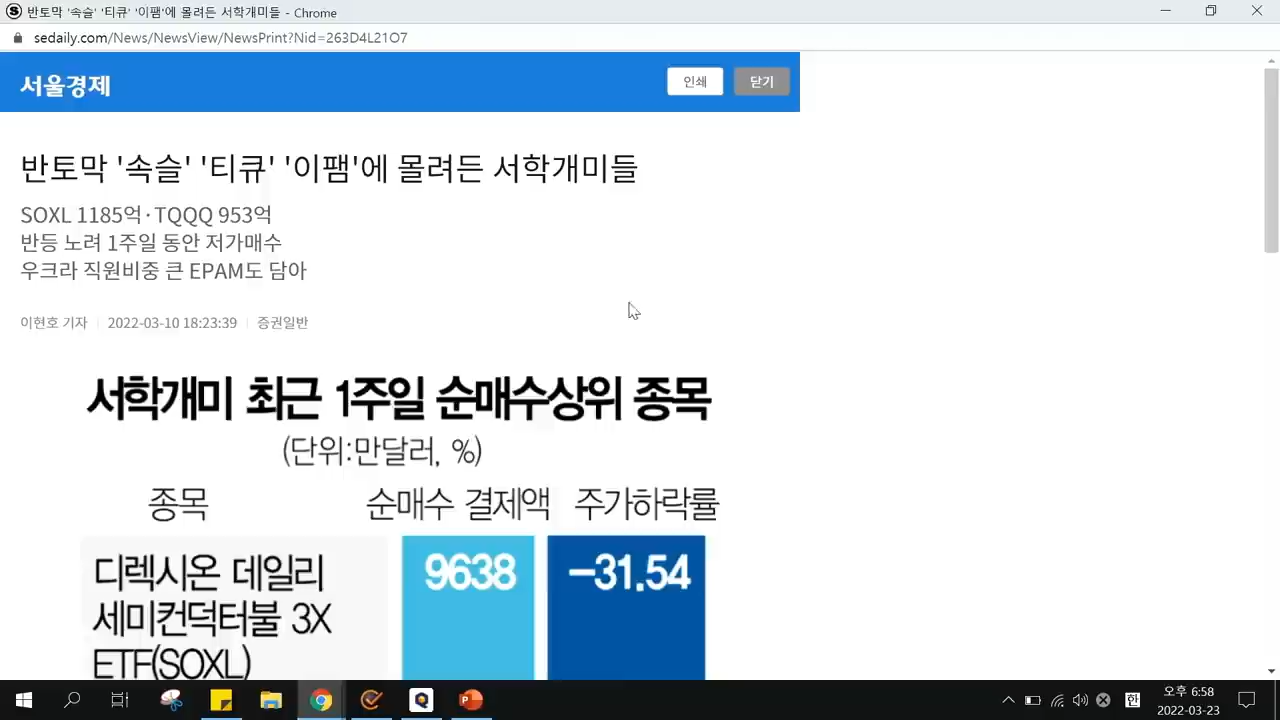 반토막 '속슬' '티큐' '이팸'에 몰려든 서학개미들 - Chrome
sedaily.com/News/NewsView/NewsPrint?Nid=263D4L21O7
서울경제
인쇄
닫기
반토막 '속슬' '티큐' '이팸'에 몰려든 서학개미들
SOXL 1185억·TQQQ 953억
반등 노려 1주일 동안 저가매수
우크라 직원비중 큰 EPAM도 담아
이현호 기자
2022-03-10 18:23:39
증권일반
서학개미 최근 1주일 순매수상위 종목
(단위:만달러, %)
종목 순매수 결제액 주가하락률
디렉시온 데일리 9638 -31.54
세미컨덕터불 3X
ETF(SOXL)
한
오후 6:58
2022-03-23